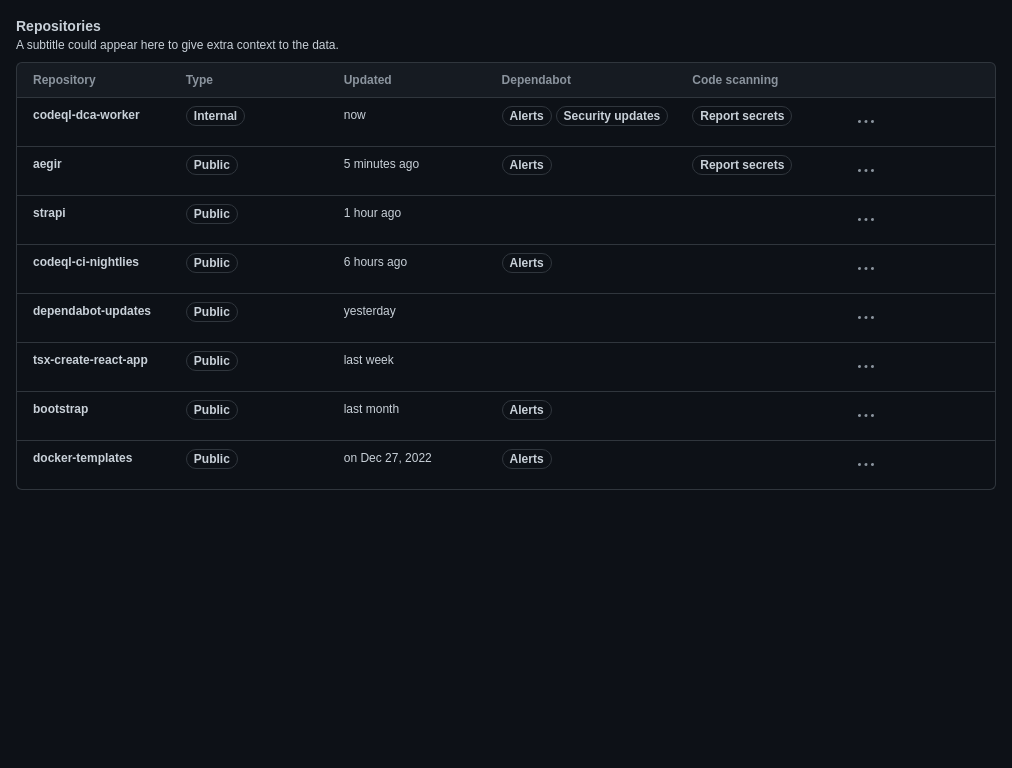 Repositories
A subtitle could appear here to give extra context to the data.
Repository Type Updated Dependabot Code scanning
codeql-dca-worker Internal now Alerts Security updates Report secrets
aegir Public 5 minutes ago Alerts Report secrets
strapi Public 1 hour ago
codeql-ci-nightlies Public 6 hours ago Alerts
dependabot-updates Public yesterday
tsx-create-react-app Public last week
bootstrap Public last month Alerts
docker-templates Public on Dec 27, 2022 Alerts